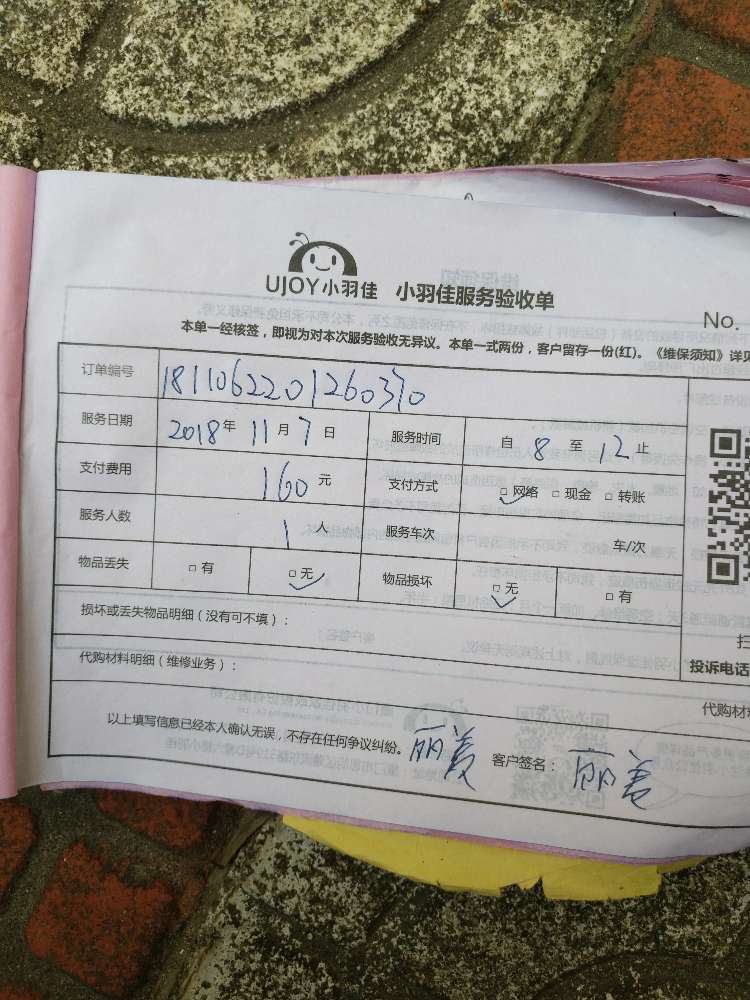 UJOY小羽佳 小羽佳服务验收单
No.
本单一经核签，即视为对本次服务验收无异议。本单一式两份，客户留存一份(红)。《维保须知》详见
订单编号 181106220126030
服务日期 2018年 11月 7日 服务时间 自 8 至 12 止
支付费用 160 元 支付方式 □网络 □现金 □转账
服务人数 1 人 服务车次 车/次
物品丢失 □有 □无 物品损坏 □无 □有
损坏或丢失物品明细（没有可不填）：
投诉电话
代购材料明细（维修业务）：
代购材
以上填写信息已经本人确认无误，不存在任何争议纠纷。 客户签名：